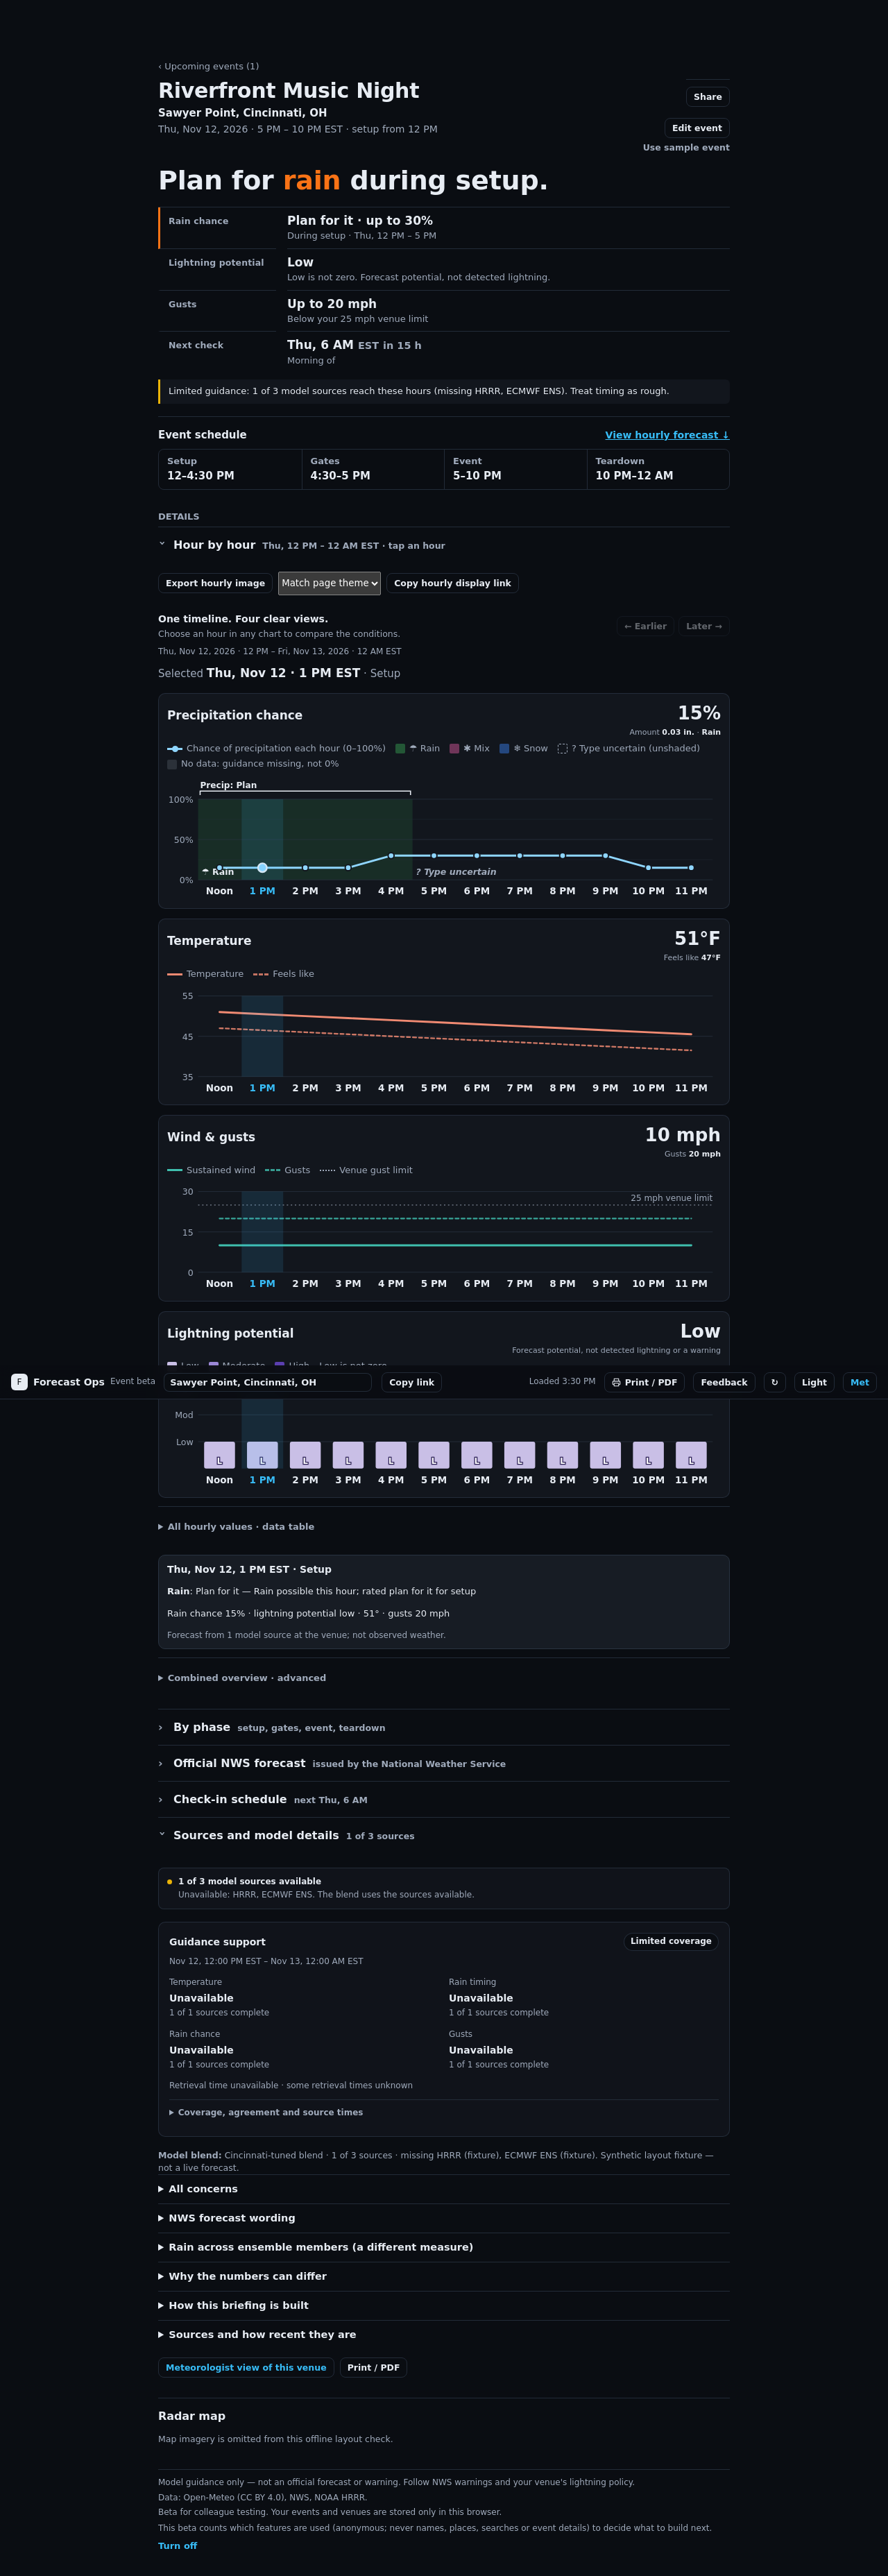 ‹ Upcoming events (1)
Riverfront Music Night
Sawyer Point, Cincinnati, OH
Thu, Nov 12, 2026 · 5 PM – 10 PM EST · setup from 12 PM
Share
Edit event
Use sample event
Plan for rain during setup.
Rain chance
Plan for it · up to 30%
During setup · Thu, 12 PM – 5 PM
Lightning potential
Low
Low is not zero. Forecast potential, not detected lightning.
Gusts
Up to 20 mph
Below your 25 mph venue limit
Next check
Thu, 6 AM EST in 15 h
Morning of
Limited guidance: 1 of 3 model sources reach these hours (missing HRRR, ECMWF ENS). Treat timing as rough.
Event schedule
View hourly forecast ↓
Setup
12–4:30 PM
Gates
4:30–5 PM
Event
5–10 PM
Teardown
10 PM–12 AM
DETAILS
Hour by hour Thu, 12 PM – 12 AM EST · tap an hour
Export hourly image
Match page theme
Copy hourly display link
One timeline. Four clear views.
Choose an hour in any chart to compare the conditions.
← Earlier
Later →
Thu, Nov 12, 2026 · 12 PM – Fri, Nov 13, 2026 · 12 AM EST
Selected Thu, Nov 12 · 1 PM EST · Setup
Precipitation chance
15%
Amount 0.03 in. · Rain
Chance of precipitation each hour (0–100%)
☂ Rain
✱ Mix
❄ Snow
? Type uncertain (unshaded)
No data: guidance missing, not 0%
Precip: Plan
100%
50%
0%
☂ Rain
? Type uncertain
Noon 1 PM 2 PM 3 PM 4 PM 5 PM 6 PM 7 PM 8 PM 9 PM 10 PM 11 PM
Temperature
51°F
Feels like 47°F
Temperature
Feels like
55
45
35
Noon 1 PM 2 PM 3 PM 4 PM 5 PM 6 PM 7 PM 8 PM 9 PM 10 PM 11 PM
Wind & gusts
10 mph
Gusts 20 mph
Sustained wind
Gusts
Venue gust limit
30
25 mph venue limit
15
0
Noon 1 PM 2 PM 3 PM 4 PM 5 PM 6 PM 7 PM 8 PM 9 PM 10 PM 11 PM
Lightning potential
Low
Forecast potential, not detected lightning or a warning
Low Moderate High Low is not zero
F Forecast Ops Event beta
Sawyer Point, Cincinnati, OH
Copy link
Loaded 3:30 PM
Print / PDF
Feedback
↻
Light
Met
Mod
Low
L L L L L L L L L L L L
Noon 1 PM 2 PM 3 PM 4 PM 5 PM 6 PM 7 PM 8 PM 9 PM 10 PM 11 PM
All hourly values · data table
Thu, Nov 12, 1 PM EST · Setup
Rain: Plan for it — Rain possible this hour; rated plan for it for setup
Rain chance 15% · lightning potential low · 51° · gusts 20 mph
Forecast from 1 model source at the venue; not observed weather.
Combined overview · advanced
By phase setup, gates, event, teardown
Official NWS forecast issued by the National Weather Service
Check-in schedule next Thu, 6 AM
Sources and model details 1 of 3 sources
1 of 3 model sources available
Unavailable: HRRR, ECMWF ENS. The blend uses the sources available.
Guidance support
Limited coverage
Nov 12, 12:00 PM EST – Nov 13, 12:00 AM EST
Temperature
Unavailable
1 of 1 sources complete
Rain timing
Unavailable
1 of 1 sources complete
Rain chance
Unavailable
1 of 1 sources complete
Gusts
Unavailable
1 of 1 sources complete
Retrieval time unavailable · some retrieval times unknown
Coverage, agreement and source times
Model blend: Cincinnati-tuned blend · 1 of 3 sources · missing HRRR (fixture), ECMWF ENS (fixture). Synthetic layout fixture —
not a live forecast.
All concerns
NWS forecast wording
Rain across ensemble members (a different measure)
Why the numbers can differ
How this briefing is built
Sources and how recent they are
Meteorologist view of this venue
Print / PDF
Radar map
Map imagery is omitted from this offline layout check.
Model guidance only — not an official forecast or warning. Follow NWS warnings and your venue's lightning policy.
Data: Open-Meteo (CC BY 4.0), NWS, NOAA HRRR.
Beta for colleague testing. Your events and venues are stored only in this browser.
This beta counts which features are used (anonymous; never names, places, searches or event details) to decide what to build next.
Turn off